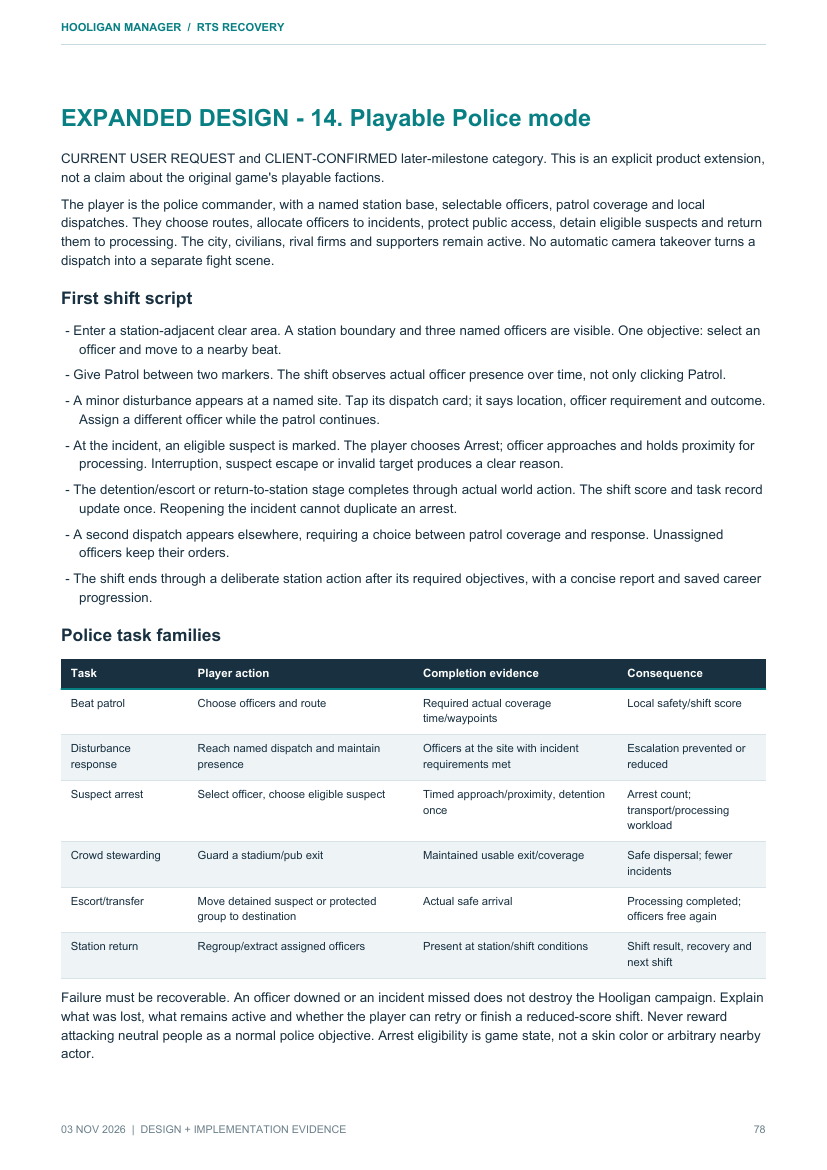 HOOLIGAN MANAGER / RTS RECOVERY
EXPANDED DESIGN - 14. Playable Police mode
CURRENT USER REQUEST and CLIENT-CONFIRMED later-milestone category. This is an explicit product extension,
not a claim about the original game's playable factions.
The player is the police commander, with a named station base, selectable officers, patrol coverage and local
dispatches. They choose routes, allocate officers to incidents, protect public access, detain eligible suspects and return
them to processing. The city, civilians, rival firms and supporters remain active. No automatic camera takeover turns a
dispatch into a separate fight scene.
First shift script
- Enter a station-adjacent clear area. A station boundary and three named officers are visible. One objective: select an
officer and move to a nearby beat.
- Give Patrol between two markers. The shift observes actual officer presence over time, not only clicking Patrol.
- A minor disturbance appears at a named site. Tap its dispatch card; it says location, officer requirement and outcome.
Assign a different officer while the patrol continues.
- At the incident, an eligible suspect is marked. The player chooses Arrest; officer approaches and holds proximity for
processing. Interruption, suspect escape or invalid target produces a clear reason.
- The detention/escort or return-to-station stage completes through actual world action. The shift score and task record
update once. Reopening the incident cannot duplicate an arrest.
- A second dispatch appears elsewhere, requiring a choice between patrol coverage and response. Unassigned
officers keep their orders.
- The shift ends through a deliberate station action after its required objectives, with a concise report and saved career
progression.
Police task families
Task Player action Completion evidence Consequence
Beat patrol Choose officers and route Required actual coverage Local safety/shift score
time/waypoints
Disturbance Reach named dispatch and maintain Officers at the site with incident Escalation prevented or
response presence requirements met reduced
Suspect arrest Select officer, choose eligible suspect Timed approach/proximity, detention Arrest count;
once transport/processing
workload
Crowd stewarding Guard a stadium/pub exit Maintained usable exit/coverage Safe dispersal; fewer
incidents
Escort/transfer Move detained suspect or protected Actual safe arrival Processing completed;
group to destination officers free again
Station return Regroup/extract assigned officers Present at station/shift conditions Shift result, recovery and
next shift
Failure must be recoverable. An officer downed or an incident missed does not destroy the Hooligan campaign. Explain
what was lost, what remains active and whether the player can retry or finish a reduced-score shift. Never reward
attacking neutral people as a normal police objective. Arrest eligibility is game state, not a skin color or arbitrary nearby
actor.
03 NOV 2026 | DESIGN + IMPLEMENTATION EVIDENCE 78